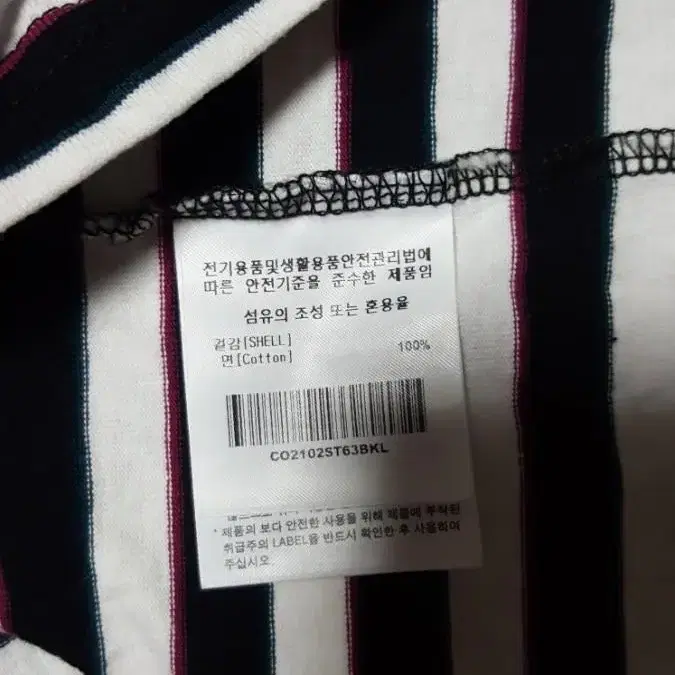 전기용품및생활용품안전관리법에
따른 안전기준을 준수한 제품임
섬유의 조성 또는 혼용율
겉감[SHELL]
면[Cotton] 100%
CO2102ST63BKL
* 제품의 보다 안전한 사용을 위해 제품에 부착된
취급주의 LABEL을 반드시 확인한 후 사용하여
주십시오.